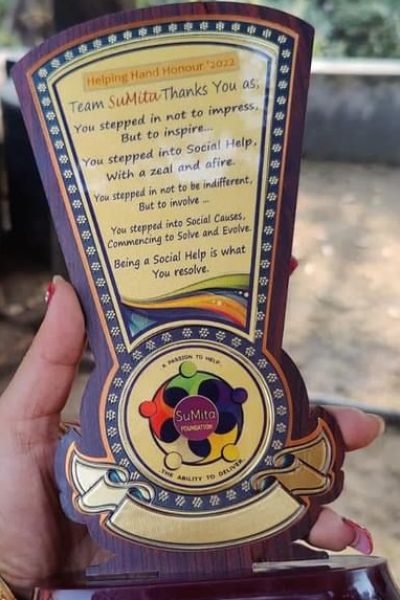 Helping Hand Honour '2022
Team SuMita Thanks You as,
You stepped in not to impress,
But to inspire...
You stepped into Social Help,
With a zeal and afire.
You stepped in not to be indifferent,
But to involve ...
You stepped into Social Causes,
Commencing to Solve and Evolve.
Being a Social Help is what
You resolve.
A PASSION TO HELP
SuMita
FOUNDATION
THE ABILITY TO DELIVER